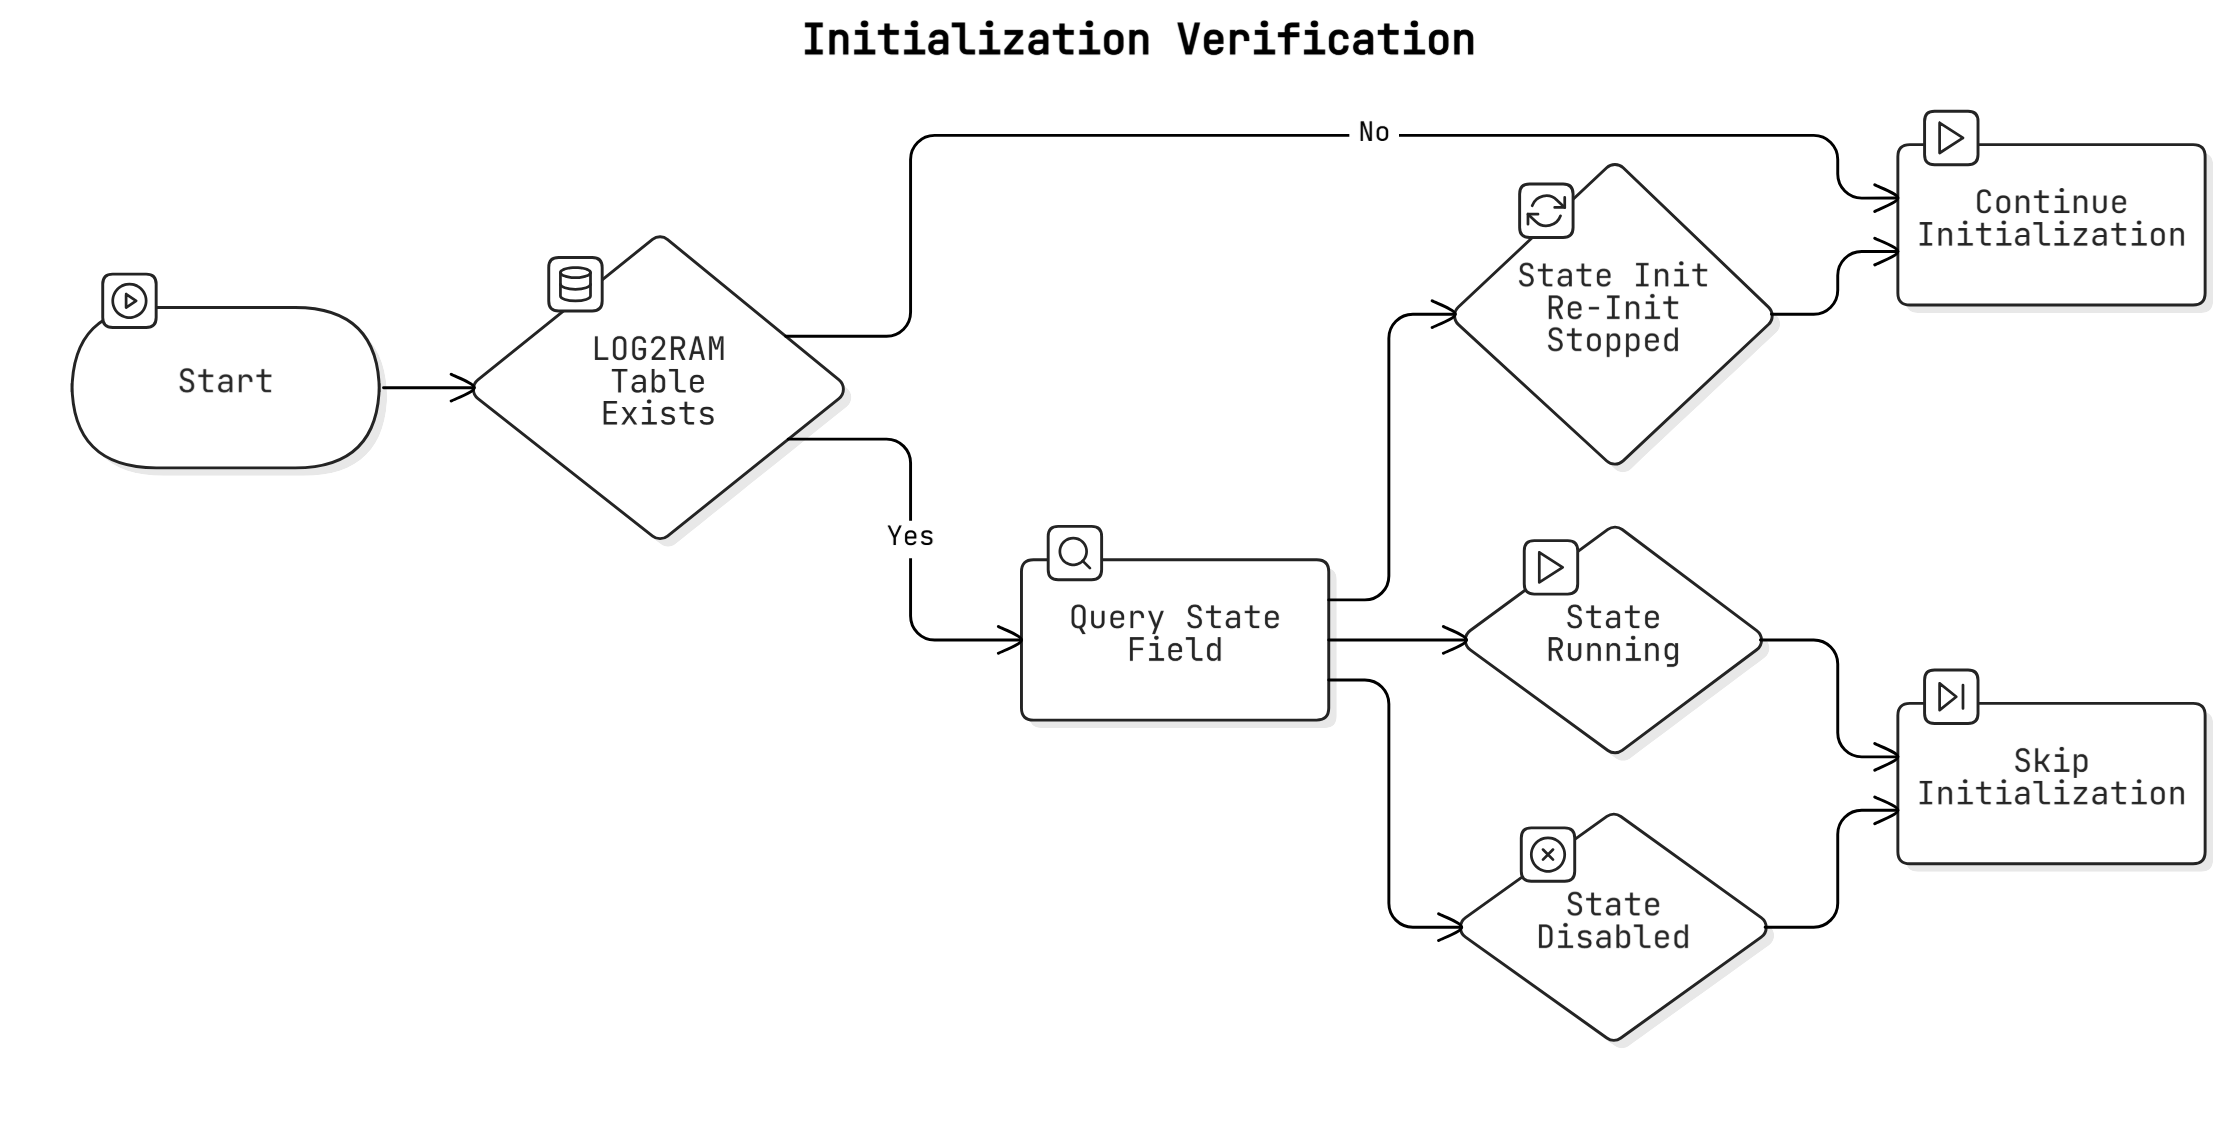 Initialization Verification
Start
LOG2RAM
Table
Exists
No
Yes
Query State
Field
State Init
Re-Init
Stopped
State
Running
State
Disabled
Continue
Initialization
Skip
Initialization